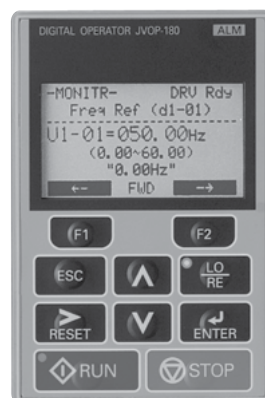 DIGITAL OPERATOR JVOP-180 ALM
-MONITR- DRV Rdy
Freq Ref (d1-01)
U1-01=050.00Hz
(0.00~60.00)
"0.00Hz"
←- FWD -→
F1 F2
ESC ∧ LO/RE
> RESET ∨ ENTER
RUN STOP